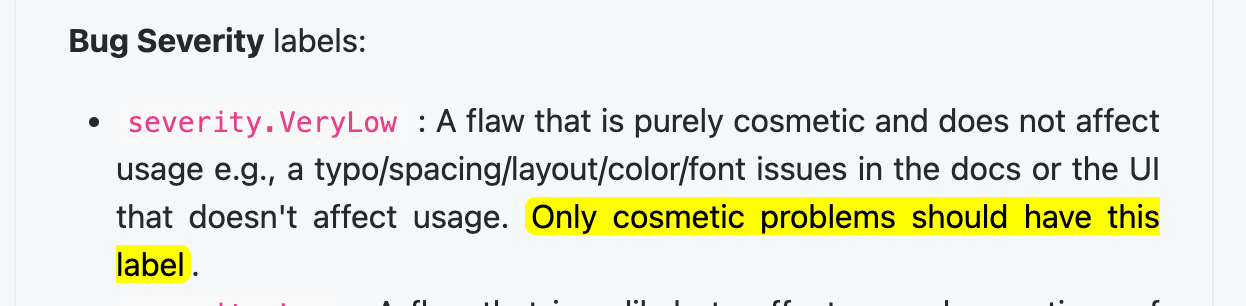 Bug Severity labels:
• severity.VeryLow : A flaw that is purely cosmetic and does not affect
usage e.g., a typo/spacing/layout/color/font issues in the docs or the UI
that doesn't affect usage. Only cosmetic problems should have this
label.